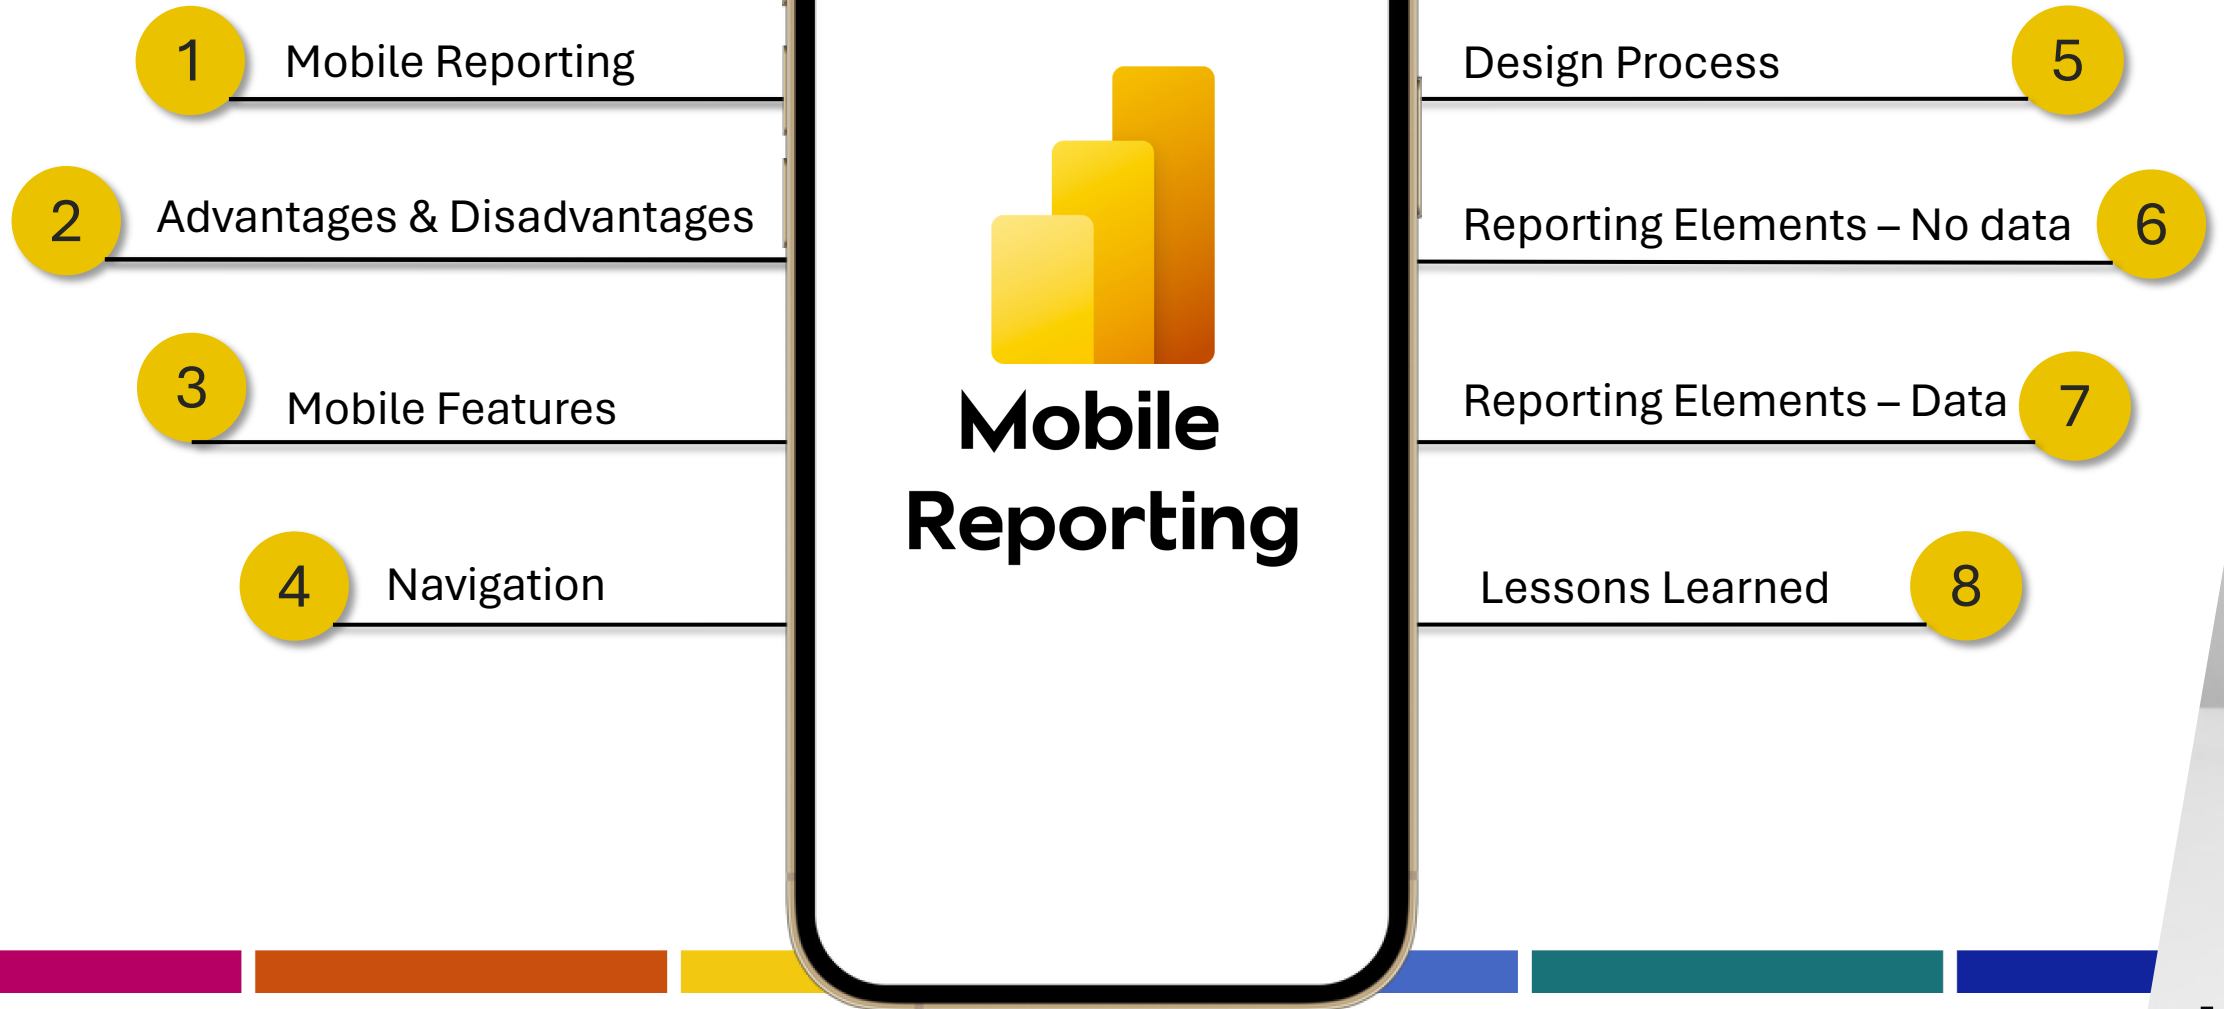 1
Mobile Reporting
2
Advantages & Disadvantages
3
Mobile Features
4
Navigation
Mobile
Reporting
Design Process
5
Reporting Elements – No data
6
Reporting Elements – Data
7
Lessons Learned
8